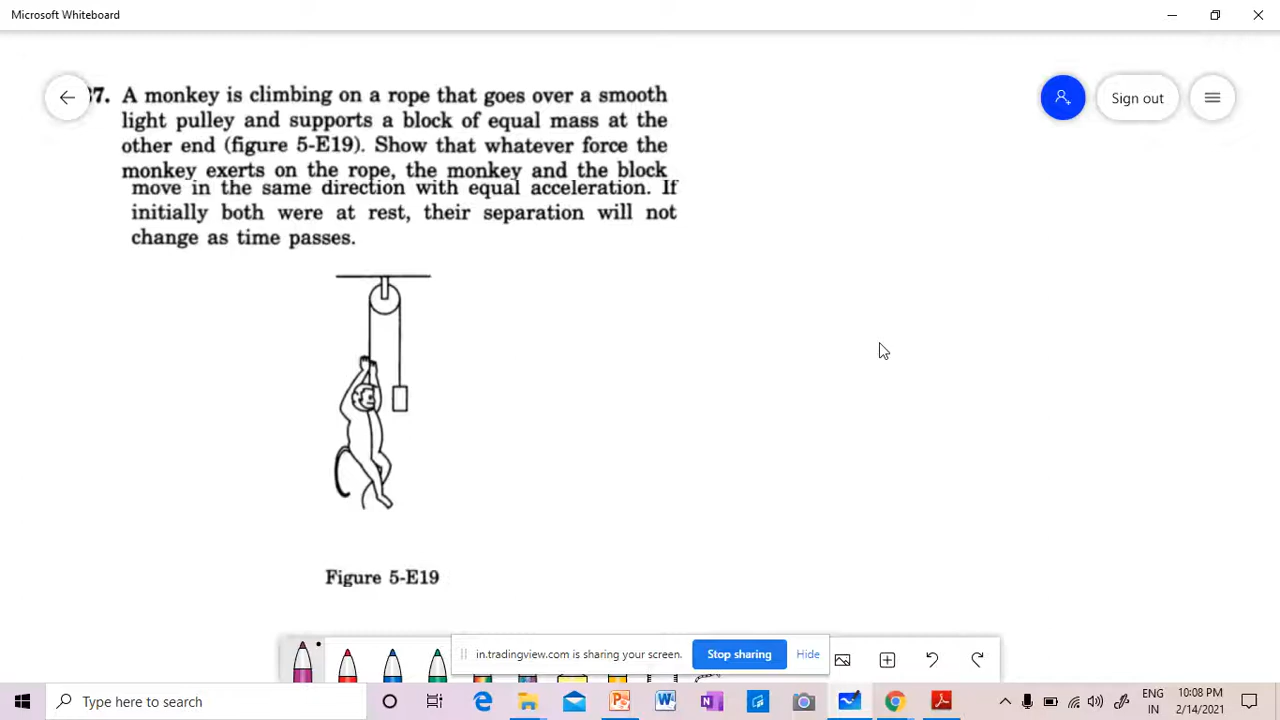 Microsoft Whiteboard
7. A monkey is climbing on a rope that goes over a smooth
light pulley and supports a block of equal mass at the
other end (figure 5-E19). Show that whatever force the
monkey exerts on the rope, the monkey and the block
move in the same direction with equal acceleration. If
initially both were at rest, their separation will not
change as time passes.
Sign out
Figure 5-E19
in.tradingview.com is sharing your screen.
Stop sharing
Hide
Type here to search
ENG
IN
10:08 PM
2/14/2021